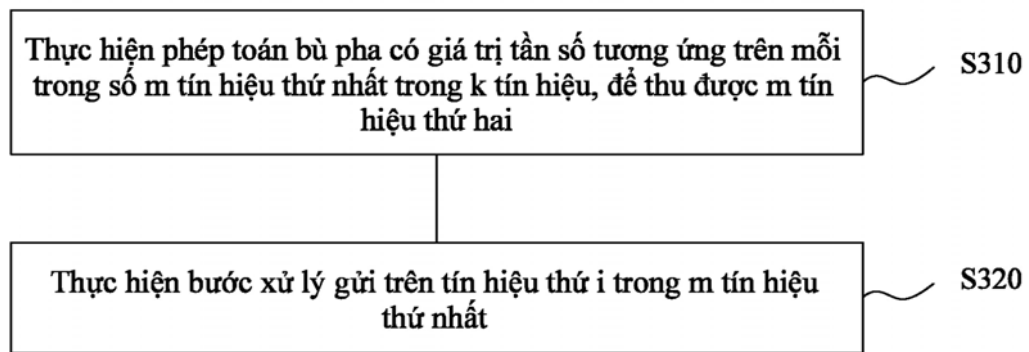 Thực hiện phép toán bù pha có giá trị tần số tương ứng trên mỗi
trong số m tín hiệu thứ nhất trong k tín hiệu, để thu được m tín
hiệu thứ hai
S310
Thực hiện bước xử lý gửi trên tín hiệu thứ i trong m tín hiệu
thứ nhất
S320